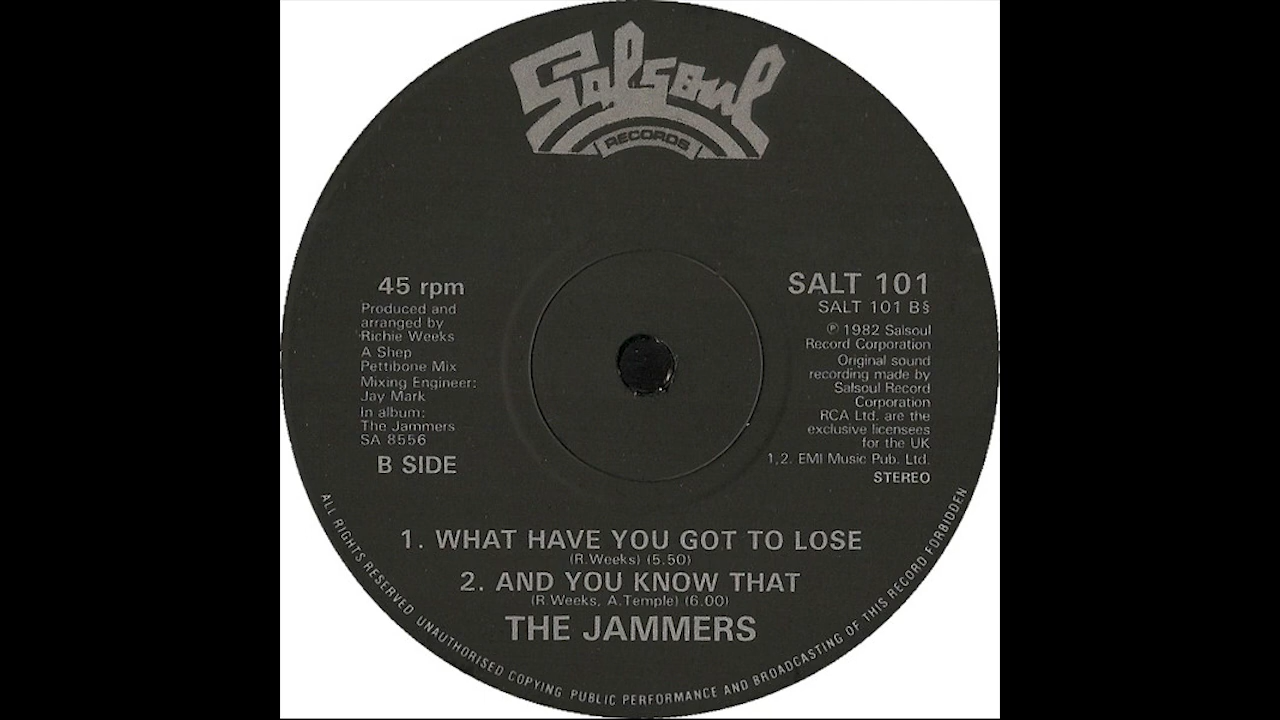 Salsoul
RECORDS
45 rpm
Produced and
arranged by
Richie Weeks
A Shep
Pettibone Mix
Mixing Engineer:
Jay Mark
In album:
The Jammers
SA 8556
B SIDE
SALT 101
SALT 101 B§
℗ 1982 Salsoul
Record Corporation
Original sound
recording made by
Salsoul Record
Corporation
RCA Ltd. are the
exclusive licensees
for the UK
1,2. EMI Music Pub. Ltd.
STEREO
1. WHAT HAVE YOU GOT TO LOSE
(R.Weeks) (5.50)
2. AND YOU KNOW THAT
(R.Weeks, A.Temple) (6.00)
THE JAMMERS
ALL RIGHTS RESERVED UNAUTHORISED COPYING PUBLIC PERFORMANCE AND BROADCASTING OF THIS RECORD FORBIDDEN